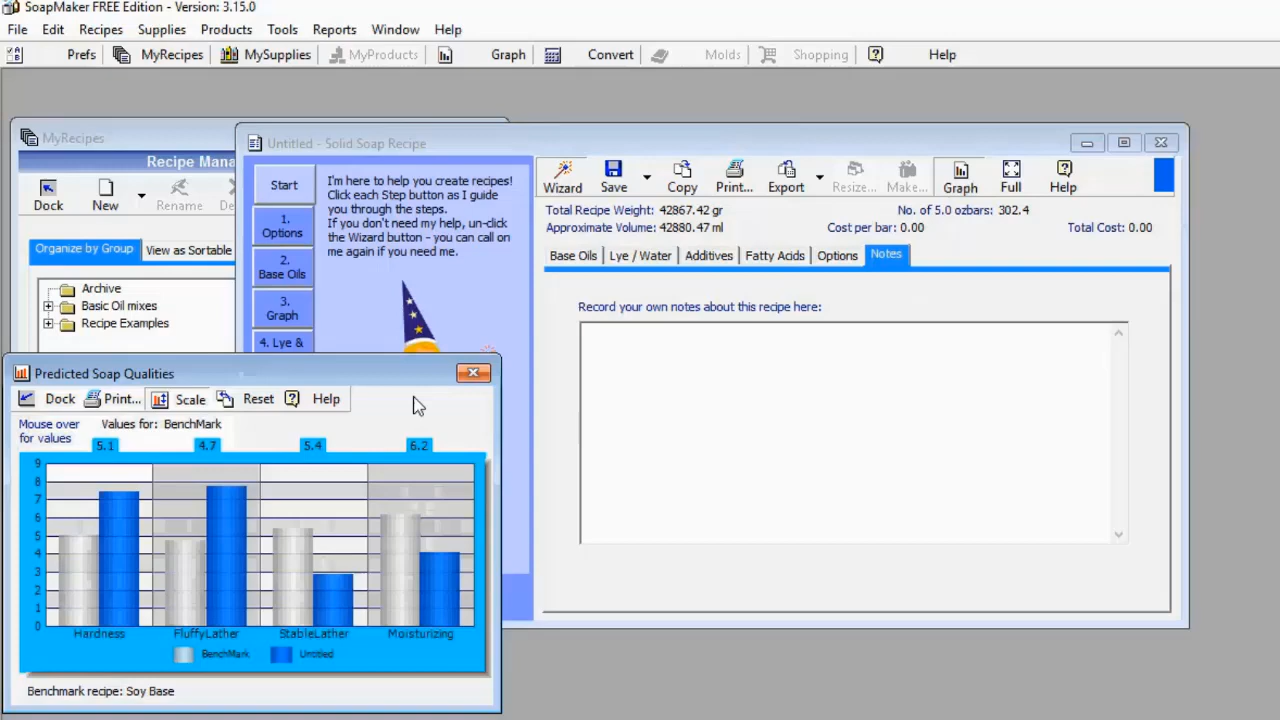 SoapMaker FREE Edition - Version: 3.15.0
File Edit Recipes Supplies Products Tools Reports Window Help
Prefs MyRecipes MySupplies MyProducts Graph Convert Molds Shopping Help
MyRecipes
Recipe Mana
Dock New Rename De
Organize by Group View as Sortable
Archive
Basic Oil mixes
Recipe Examples
Untitled - Solid Soap Recipe
Start
1.
Options
2.
Base Oils
3.
Graph
4. Lye &
I'm here to help you create recipes!
Click each Step button as I guide
you through the steps.
If you don't need my help, un-click
the Wizard button - you can call on
me again if you need me.
Wizard Save Copy Print... Export Resize... Make... Graph Full Help
Total Recipe Weight: 42867.42 gr No. of 5.0 ozbars: 302.4
Approximate Volume: 42880.47 ml Cost per bar: 0.00 Total Cost: 0.00
Base Oils Lye / Water Additives Fatty Acids Options Notes
Record your own notes about this recipe here:
Predicted Soap Qualities
Dock Print... Scale Reset Help
Mouse over
for values
Values for: BenchMark
5.1 4.7 5.4 6.2
9
8
7
6
5
4
3
2
1
0
Hardness FluffyLather StableLather Moisturizing
BenchMark Untitled
Benchmark recipe: Soy Base